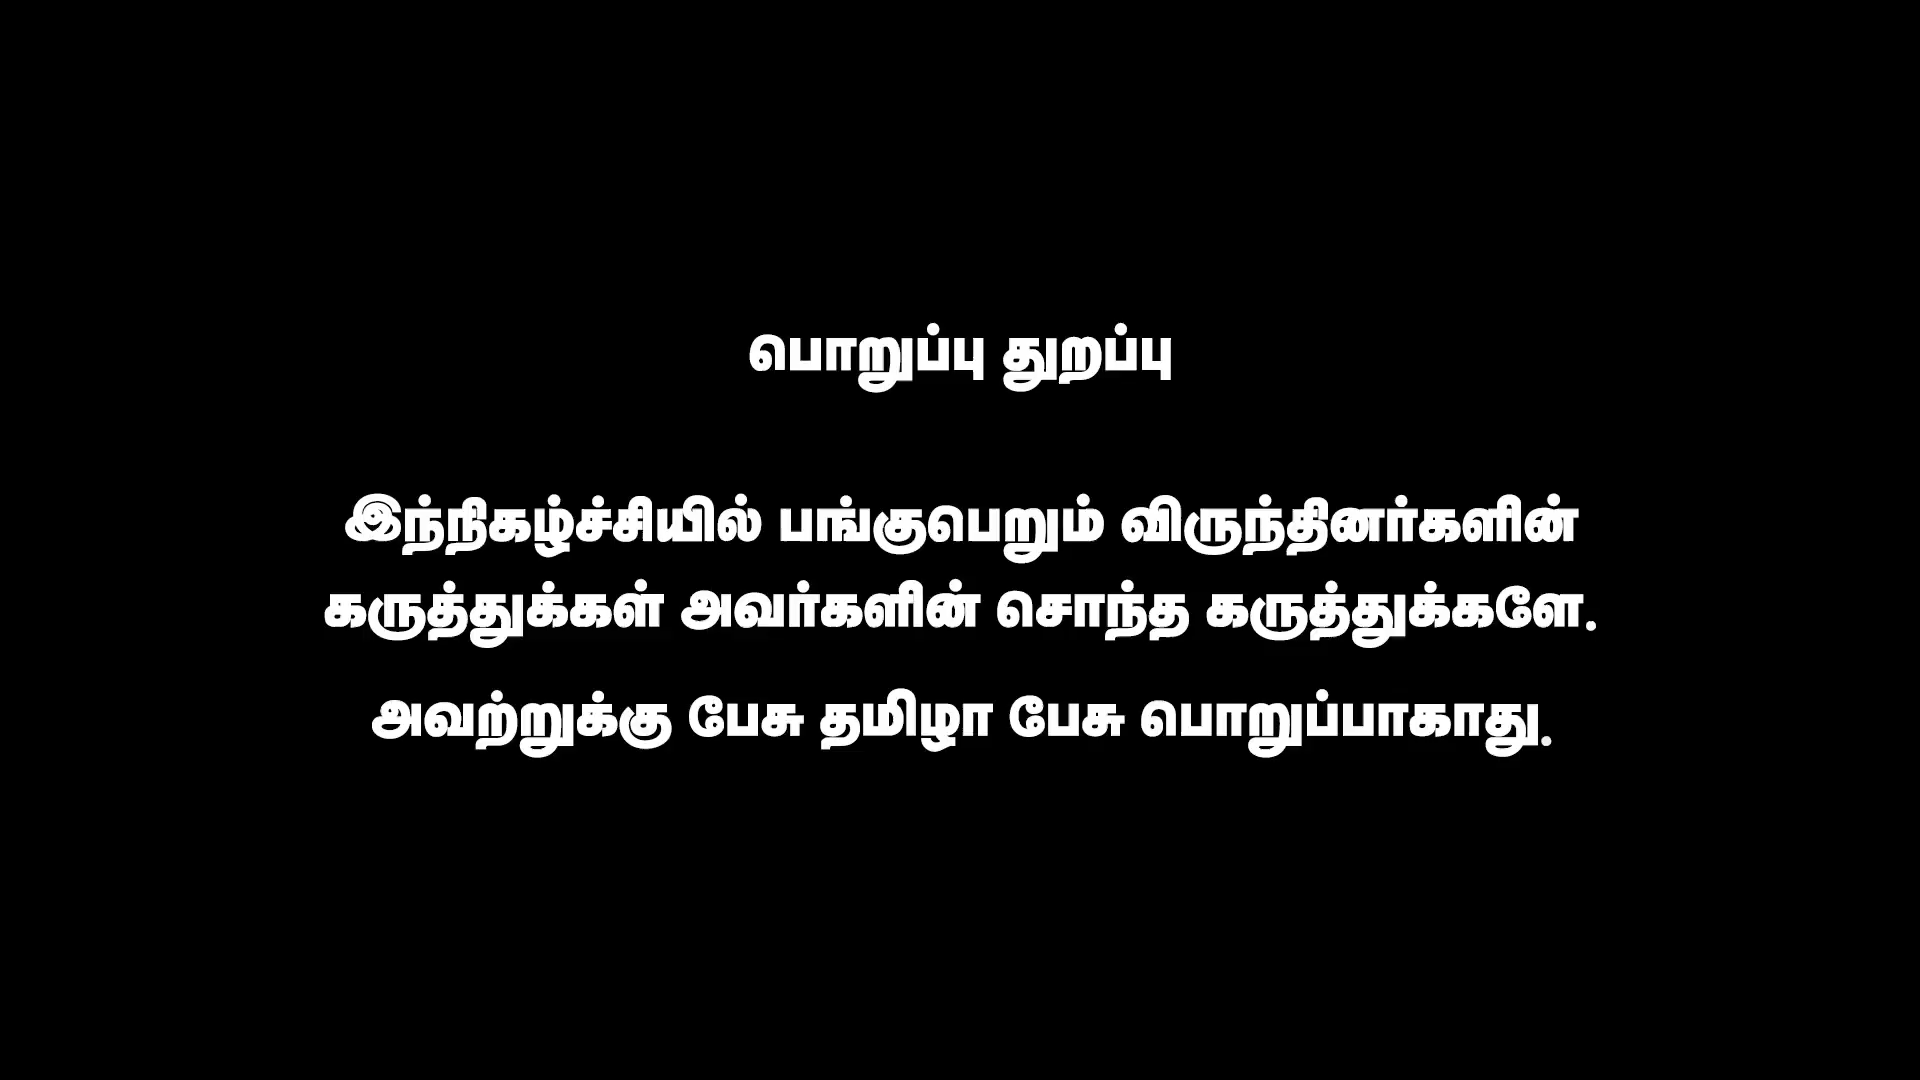 பொறுப்பு துறப்பு
இந்நிகழ்ச்சியில் பங்குபெறும் விருந்தினர்களின்
கருத்துக்கள் அவர்களின் சொந்த கருத்துக்களே.
அவற்றுக்கு பேசு தமிழா பேசு பொறுப்பாகாது.